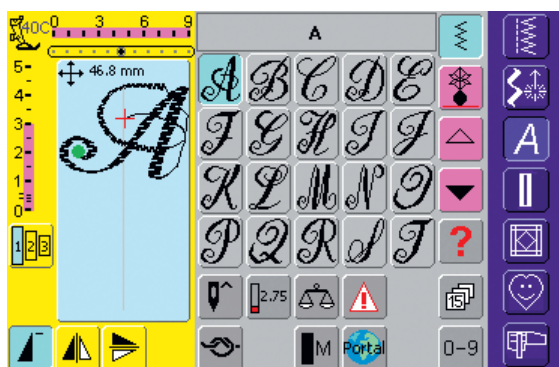 40C
0 3 6 9
A
46.8 mm
5
4
3
2
1
0
A B C D E
F G H I J
K L M N O
P Q R S T
?
A
1 2 3
2.75
15
M
Portal
0-9